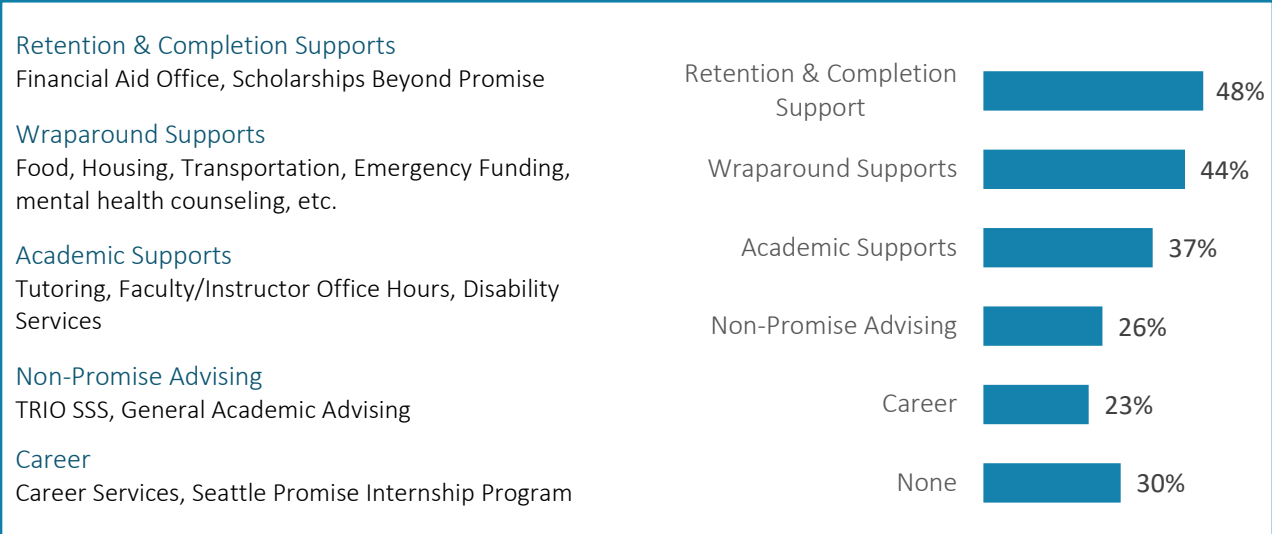 Retention & Completion Supports
Financial Aid Office, Scholarships Beyond Promise
Wraparound Supports
Food, Housing, Transportation, Emergency Funding,
mental health counseling, etc.
Academic Supports
Tutoring, Faculty/Instructor Office Hours, Disability
Services
Non-Promise Advising
TRIO SSS, General Academic Advising
Career
Career Services, Seattle Promise Internship Program
Retention & Completion
Support
48%
Wraparound Supports
44%
Academic Supports
37%
Non-Promise Advising
26%
Career
23%
None
30%